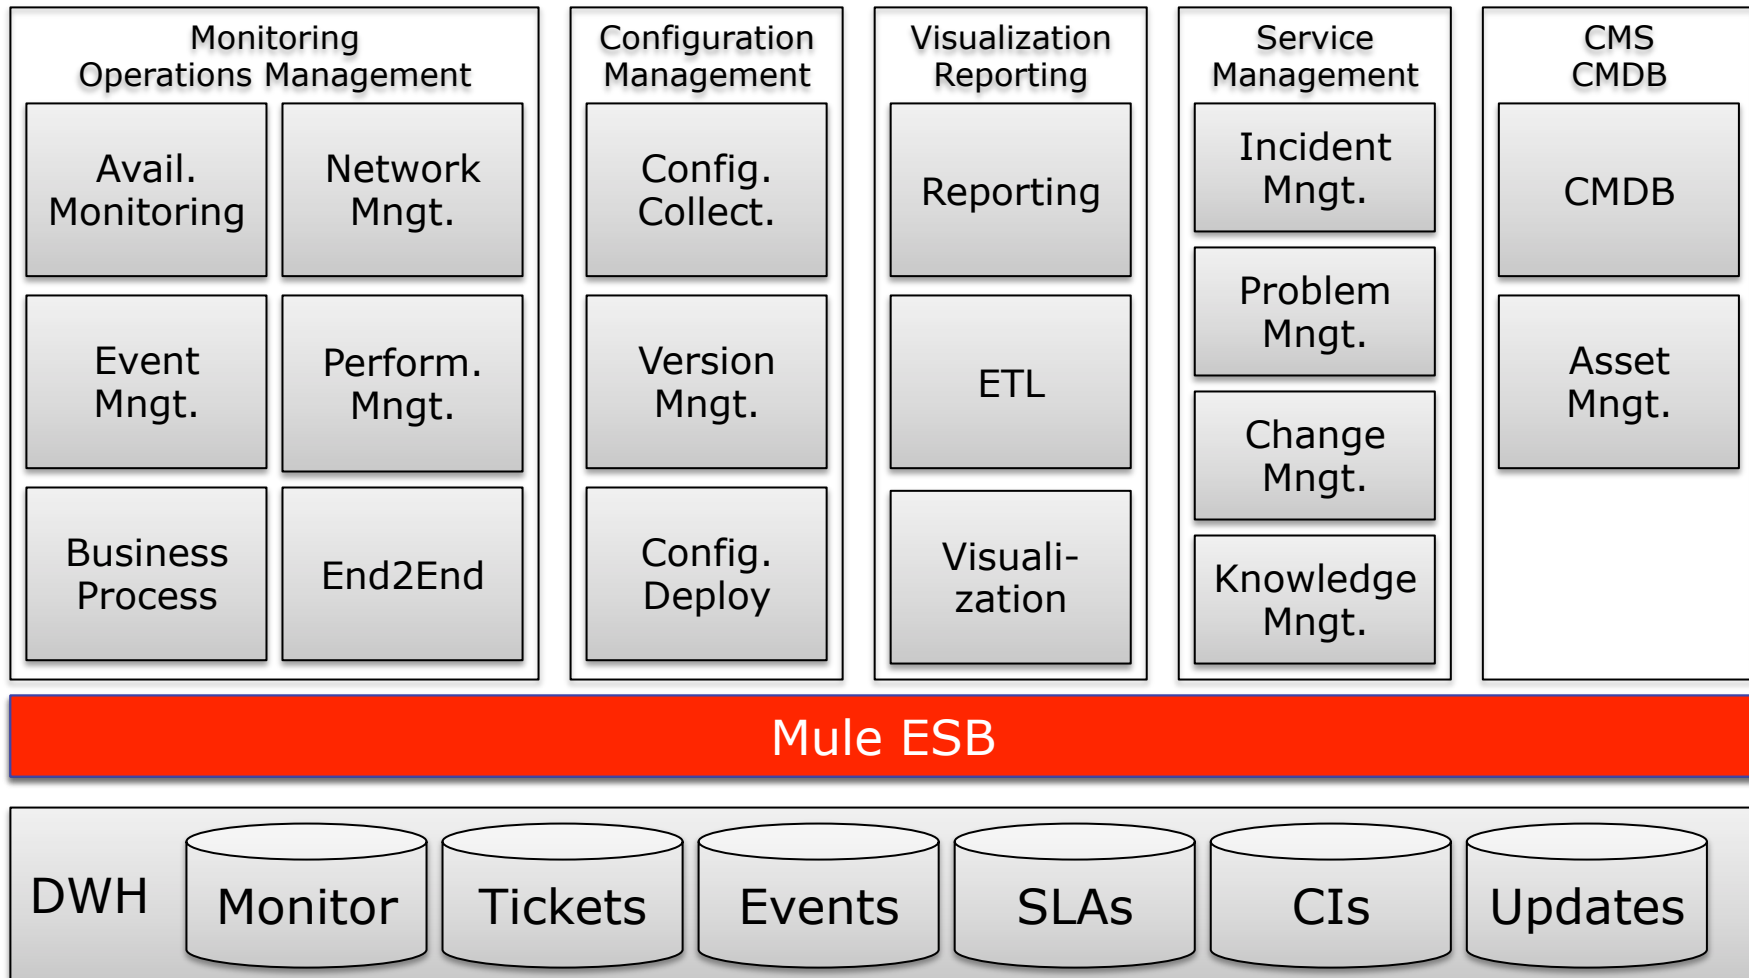 Monitoring
Operations Management
Avail.
Monitoring
Network
Mngt.
Event
Mngt.
Perform.
Mngt.
Business
Process
End2End
Configuration
Management
Config.
Collect.
Version
Mngt.
Config.
Deploy
Visualization
Reporting
Reporting
ETL
Visuali-
zation
Service
Management
Incident
Mngt.
Problem
Mngt.
Change
Mngt.
Knowledge
Mngt.
CMS
CMDB
CMDB
Asset
Mngt.
Mule ESB
DWH
Monitor
Tickets
Events
SLAs
CIs
Updates